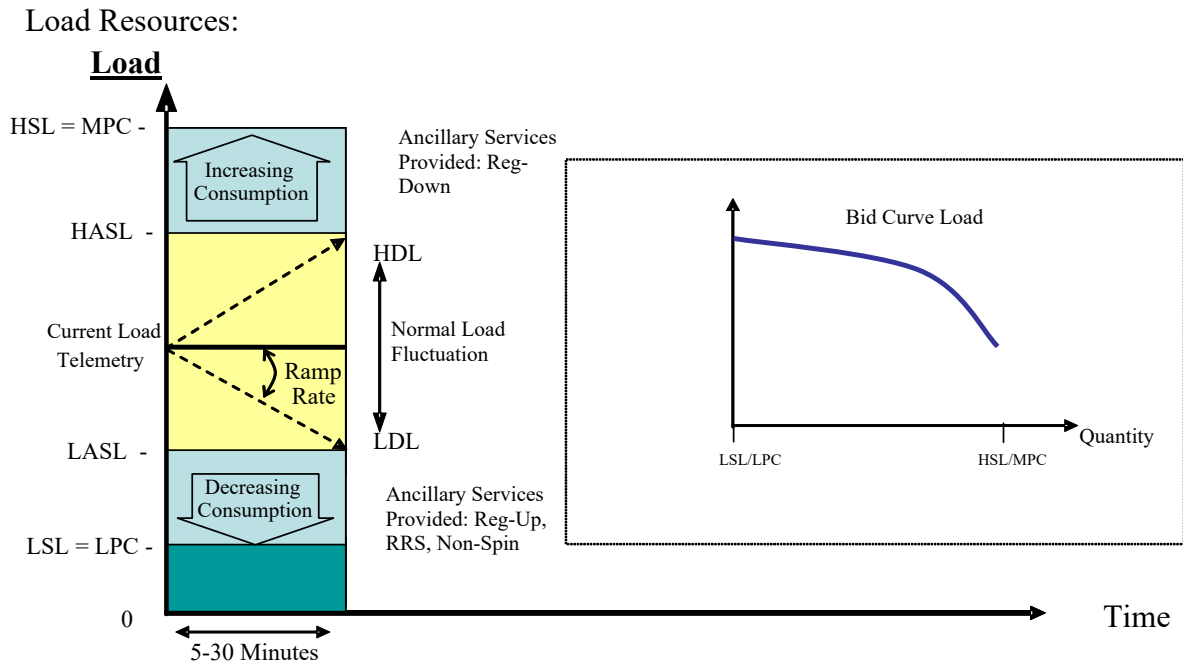 Load Resources:
Load
HSL = MPC -
Increasing
Consumption
Ancillary Services
Provided: Reg-
Down
HASL -
HDL
Current Load
Telemetry
Normal Load
Fluctuation
Ramp
Rate
LDL
LASL -
Decreasing
Consumption
Ancillary Services
Provided: Reg-Up,
RRS, Non-Spin
LSL = LPC -
0
Time
5-30 Minutes
Bid Curve Load
Quantity
LSL/LPC
HSL/MPC